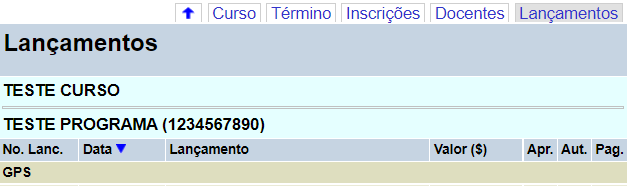 Curso Término Inscrições Docentes Lançamentos
Lançamentos
TESTE CURSO
TESTE PROGRAMA (1234567890)
No. Lanc. Data Lançamento Valor ($) Apr. Aut. Pag.
GPS